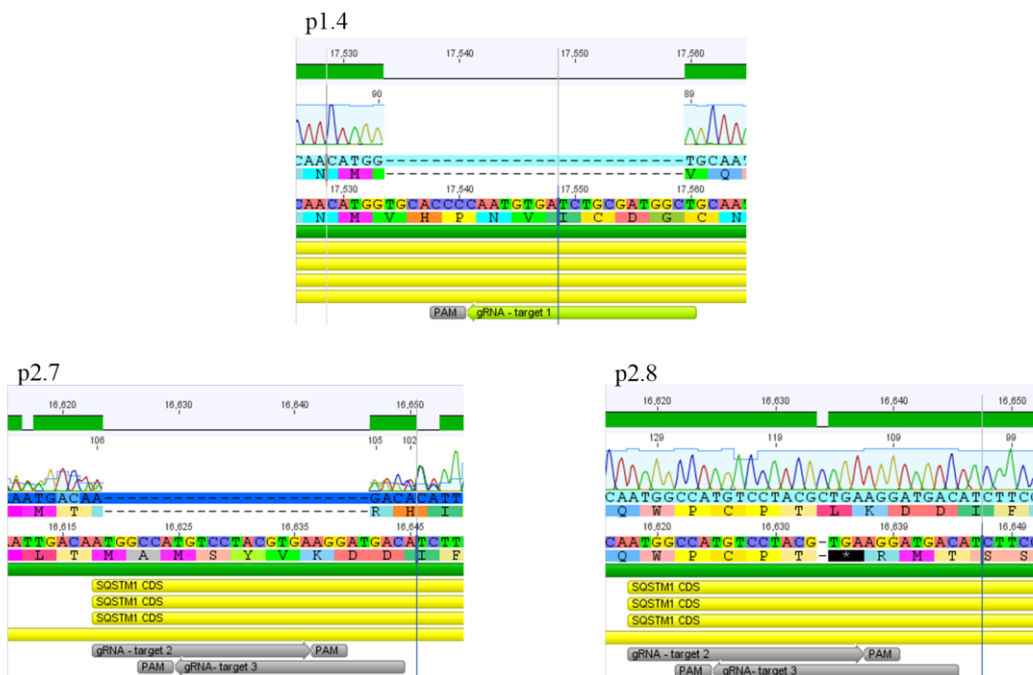 p1.4
17,530 17,540 17,550 17,560
90 89
CAACATGG--------------------------TGCAAT
N M V Q
17,530 17,540 17,550 17,560
CAACATGGTGCACCCCAATGTGATCTGCGATGGCTGCAAT
N M V H P N V I C D G C N
PAM gRNA - target 1
p2.7
16,620 16,630 16,640 16,650
106 105 102
AATGACAA-----------------------GACACATT
M T R H I
16,615 16,625 16,635 16,645
ATTGACAATGGCCATGTCCTACGTGAAGGATGACATCTT
L T M A M S Y V K D D I F
SQSTM1 CDS
SQSTM1 CDS
SQSTM1 CDS
gRNA - target 2 PAM
PAM gRNA- target 3
p2.8
16,620 16,630 16,640 16,650
129 119 109 99
CAATGGCCATGTCCTACGCTGAAGGATGACATCTTC
Q W P C P T L K D D I F
16,620 16,630 16,639 16,649
CAATGGCCATGTCCTACG-TGAAGGATGACATCTTC
Q W P C P T - * R M T S S
SQSTM1 CDS
SQSTM1 CDS
SQSTM1 CDS
gRNA - target 2 PAM
PAM gRNA- target 3